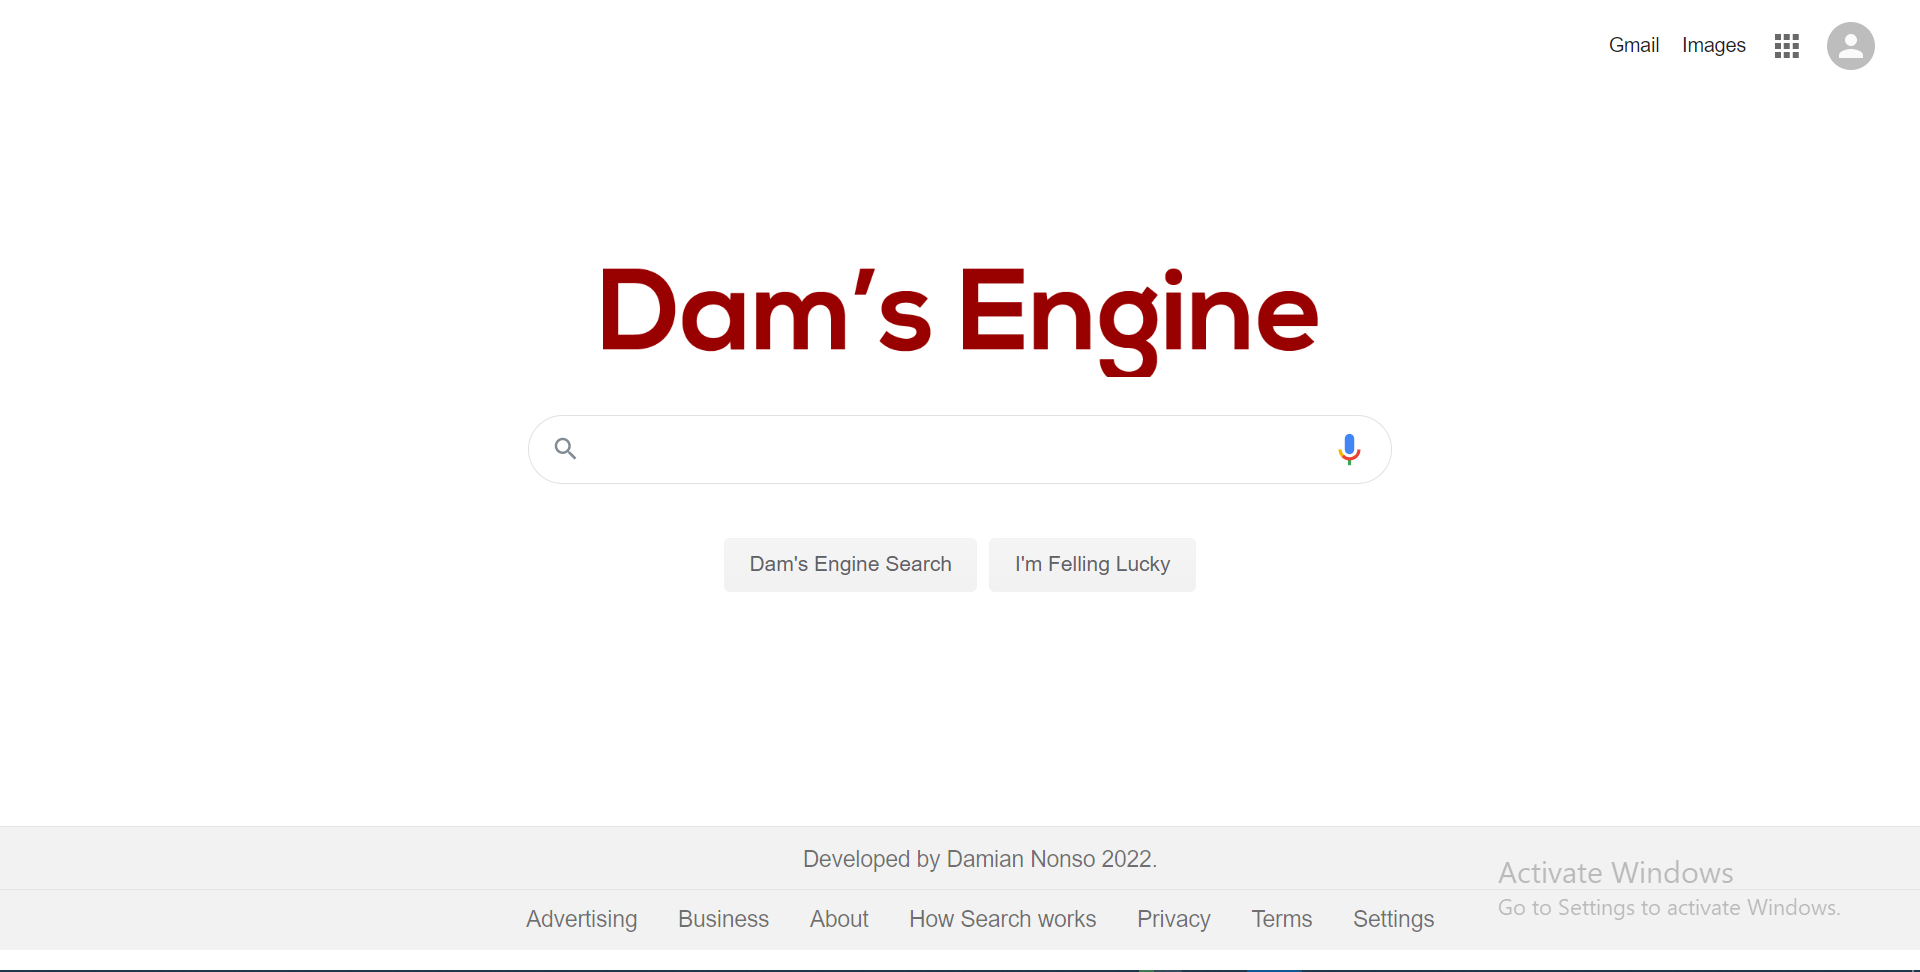 Gmail Images
Dam's Engine
Dam's Engine Search I'm Felling Lucky
Developed by Damian Nonso 2022.
Activate Windows
Go to Settings to activate Windows.
Advertising Business About How Search works Privacy Terms Settings